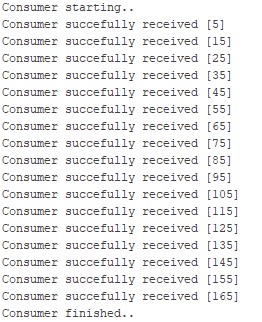 Consumer starting..
Consumer succefully received [5]
Consumer succefully received [15]
Consumer succefully received [25]
Consumer succefully received [35]
Consumer succefully received [45]
Consumer succefully received [55]
Consumer succefully received [65]
Consumer succefully received [75]
Consumer succefully received [85]
Consumer succefully received [95]
Consumer succefully received [105]
Consumer succefully received [115]
Consumer succefully received [125]
Consumer succefully received [135]
Consumer succefully received [145]
Consumer succefully received [155]
Consumer succefully received [165]
Consumer finished..